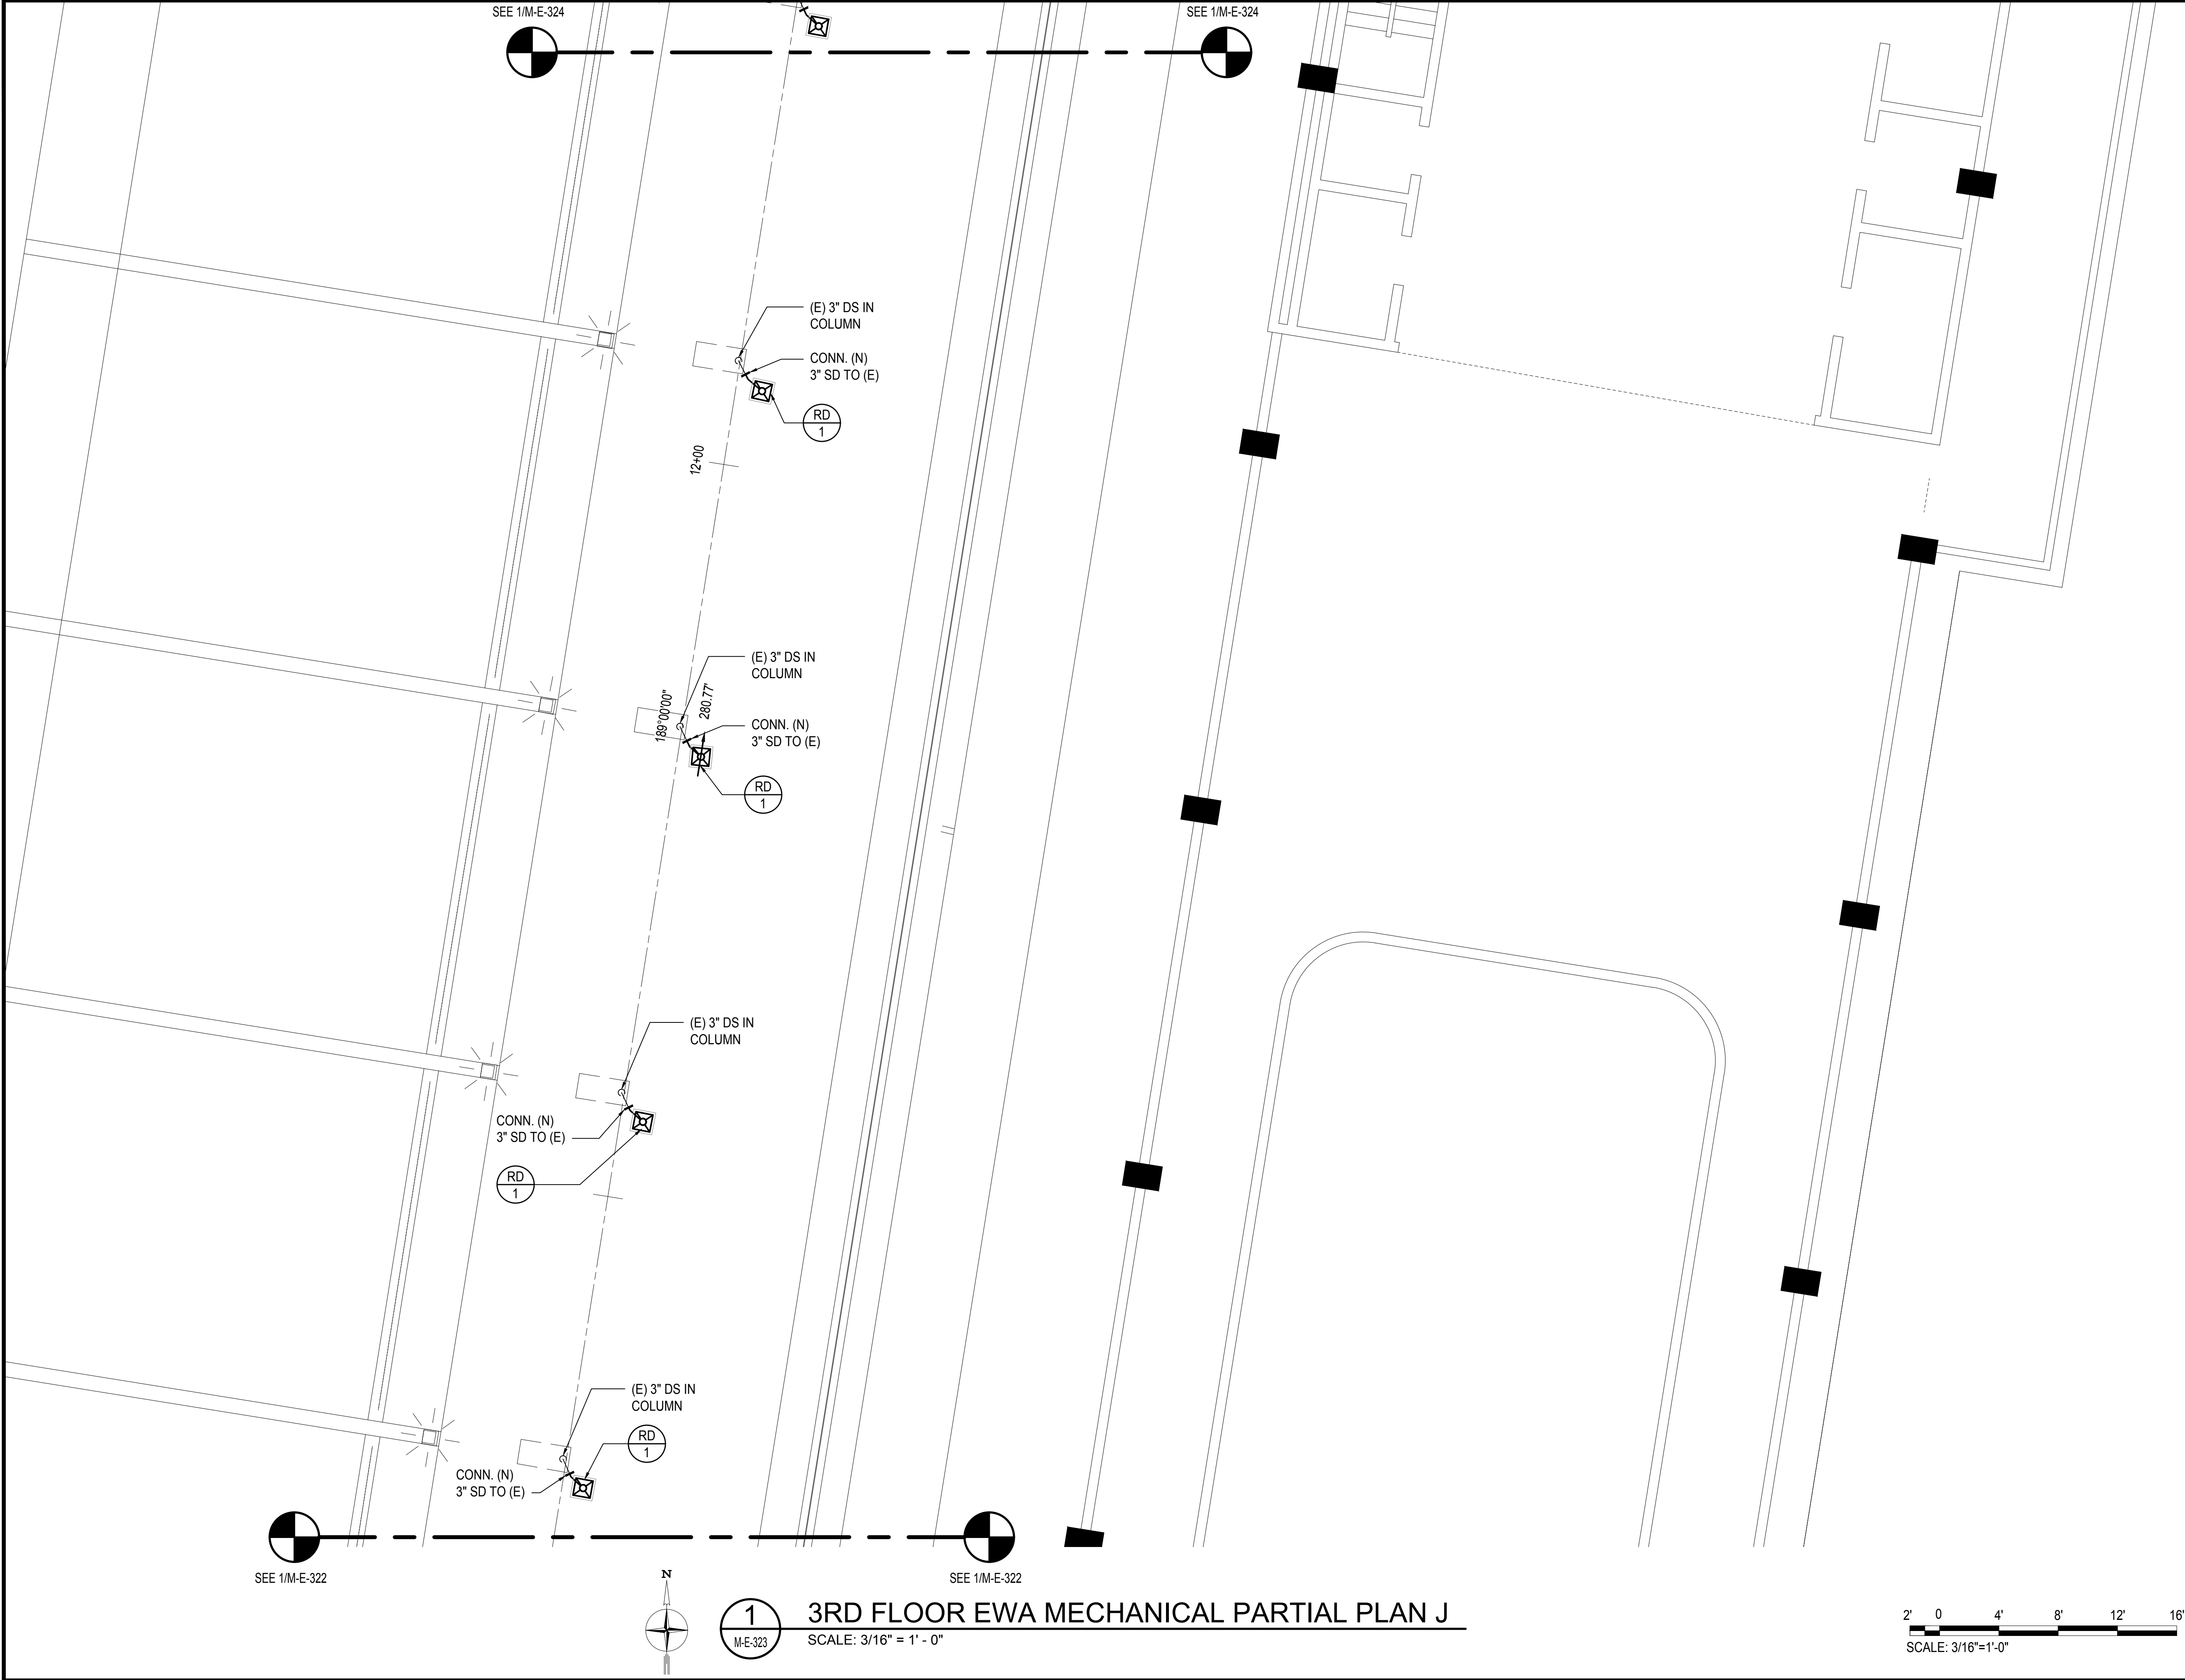 SEE 1/M-E-324
SEE 1/M-E-324
(E) 3" DS IN
COLUMN
CONN. (N)
3" SD TO (E)
RD
1
12+00
(E) 3" DS IN
COLUMN
189°00'00"
280.77'
CONN. (N)
3" SD TO (E)
RD
1
(E) 3" DS IN
COLUMN
CONN. (N)
3" SD TO (E)
RD
1
(E) 3" DS IN
COLUMN
RD
1
CONN. (N)
3" SD TO (E)
SEE 1/M-E-322
SEE 1/M-E-322
N
1
M-E-323
3RD FLOOR EWA MECHANICAL PARTIAL PLAN J
SCALE: 3/16" = 1' - 0"
2' 0 4' 8' 12' 16'
SCALE: 3/16"=1'-0"